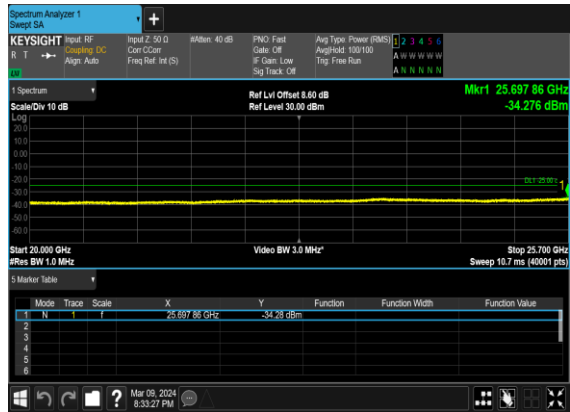 Spectrum Analyzer 1
Swept SA
+
KEYSIGHT Input: RF Input Z: 50 Ω #Atten: 40 dB PNO: Fast Avg Type: Power (RMS) 1 2 3 4 5 6
R T Coupling: DC Corr CCorr Gate: Off Avg|Hold: 100/100 A W W W W W
Align: Auto Freq Ref: Int (S) IF Gain: Low Trig: Free Run
LW Sig Track: Off A N N N N N
1 Spectrum Ref Lvl Offset 8.60 dB Mkr1 25.697 86 GHz
Scale/Div 10 dB Ref Level 30.00 dBm -34.276 dBm
Log
20.0
10.0
0.00
-10.0
-20.0
DL1 -25.00 1
-30.0
-40.0
-50.0
-60.0
Start 20.000 GHz Video BW 3.0 MHz* Stop 25.700 GHz
#Res BW 1.0 MHz Sweep 10.7 ms (40001 pts)
5 Marker Table
Mode Trace Scale X Y Function Function Width Function Value
1 N 1 f 25.697 86 GHz -34.28 dBm
2
3
4
5
6
? Mar 09, 2024
8:33:27 PM